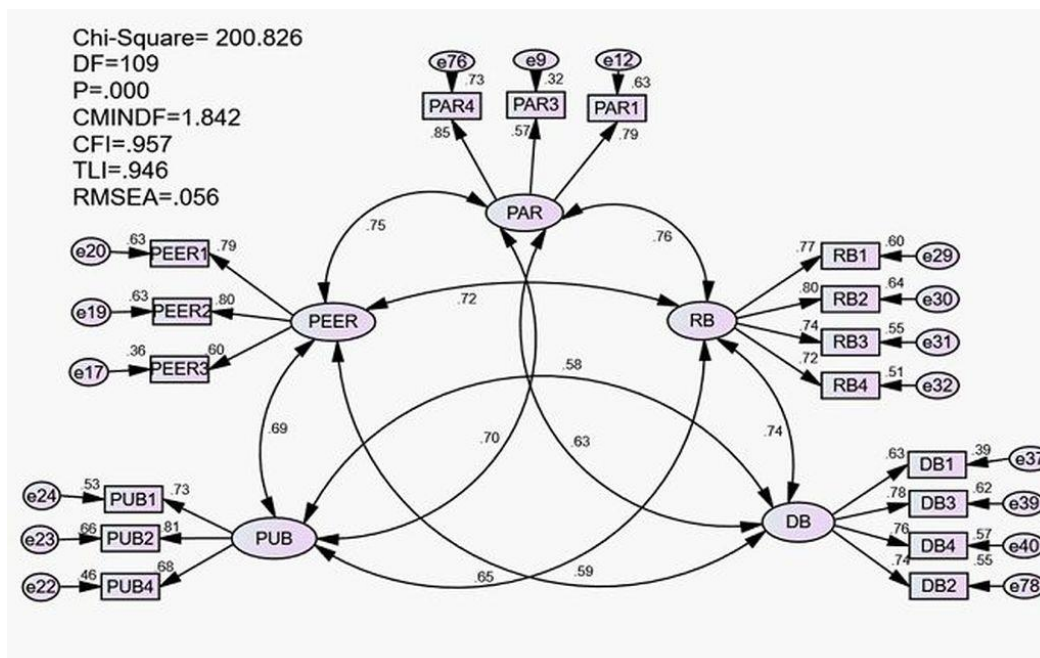 Chi-Square= 200.826
DF=109
P=.000
CMINDF=1.842
CFI=.957
TLI=.946
RMSEA=.056
e76 e9 e12
.73 .32 .63
PAR4 PAR3 PAR1
.85 .57 .79
PAR
.75 .76
e20 .63 PEER1 .79
.77 RB1 .60 e29
e19 .63 PEER2 .80
.80 RB2 .64 e30
.72
PEER RB
.74 RB3 .55 e31
e17 .36 PEER3 .60
.72 RB4 .51 e32
.58
.69 .70 .63 .74
.63 DB1 .39 e37
e24 .53 PUB1 .73
.78 DB3 .62 e39
DB
e23 .66 PUB2 .81
PUB
.76 DB4 .57 e40
e22 .46 PUB4 .68
.74 DB2 .55 e78
.65 .59